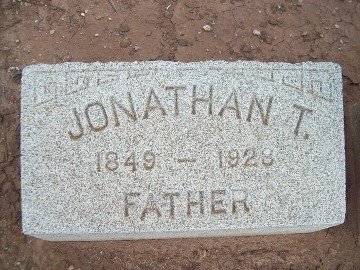 JONATHAN T.
1849 – 1928
FATHER